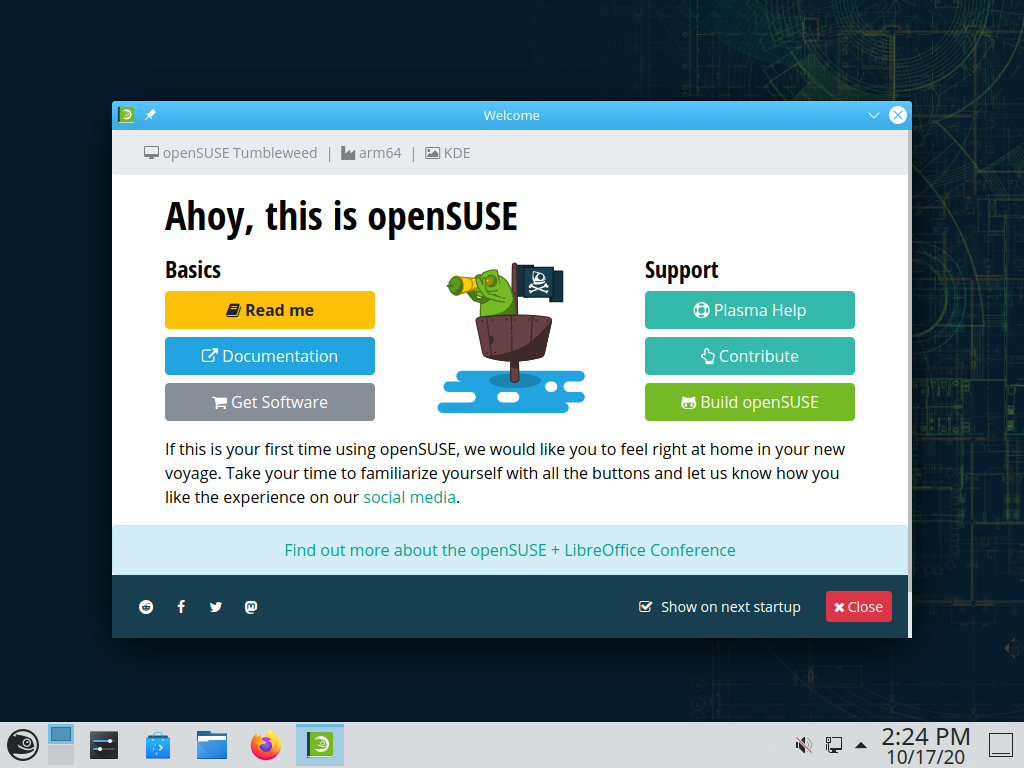 Welcome
openSUSE Tumbleweed | arm64 | KDE
Ahoy, this is openSUSE
Basics
Read me
Documentation
Get Software
Support
Plasma Help
Contribute
Build openSUSE
If this is your first time using openSUSE, we would like you to feel right at home in your new
voyage. Take your time to familiarize yourself with all the buttons and let us know how you
like the experience on our social media.
Find out more about the openSUSE + LibreOffice Conference
Show on next startup
Close
2:24 PM
10/17/20